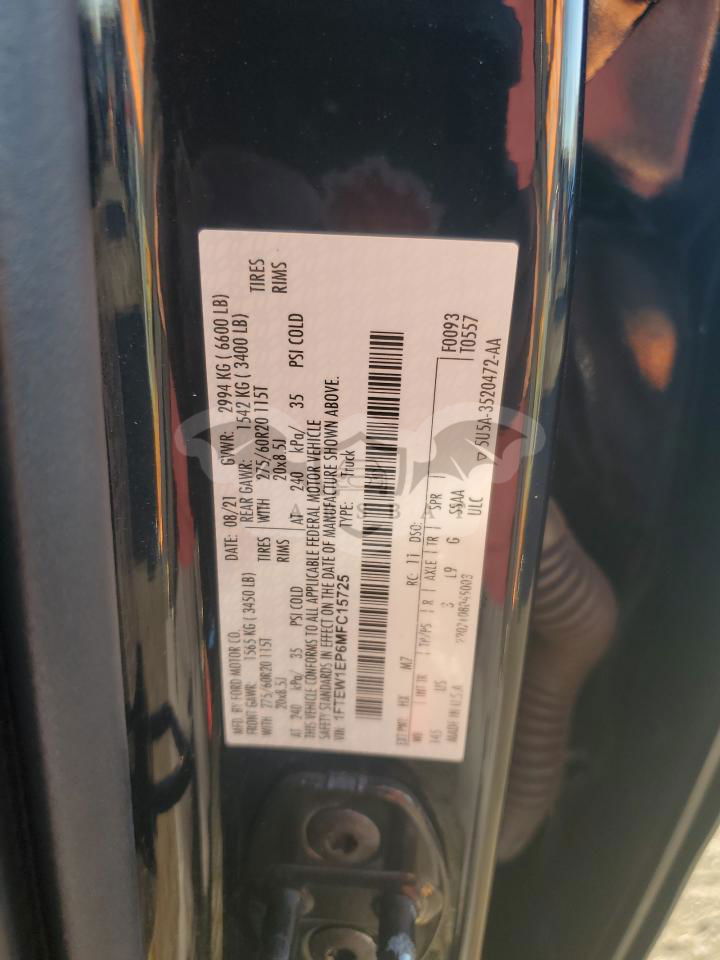 MFD. BY FORD MOTOR CO. DATE: 08/21 GVWR: 2994 KG ( 6600 LB)
FRONT GAWR: 1565 KG ( 3450 LB) REAR GAWR: 1542 KG ( 3400 LB)
WITH 275/60R20 115T TIRES WITH 275/60R20 115T TIRES
20x8.5J RIMS 20x8.5J RIMS
AT 240 kPa/ 35 PSI COLD AT 240 kPa/ 35 PSI COLD
THIS VEHICLE CONFORMS TO ALL APPLICABLE FEDERAL MOTOR VEHICLE
SAFETY STANDARDS IN EFFECT ON THE DATE OF MANUFACTURE SHOWN ABOVE.
VIN: 1FTEW1EP6MFC15725 TYPE: Truck
EXT PNT: HX M7 RC: 11 DSO: F0093
WB INT TR TP/PS R AXLE TR SPR T0557
145 US 3 L9 G S5AA
MADE IN U.S.A. ULC
5U5A-3520472-AA